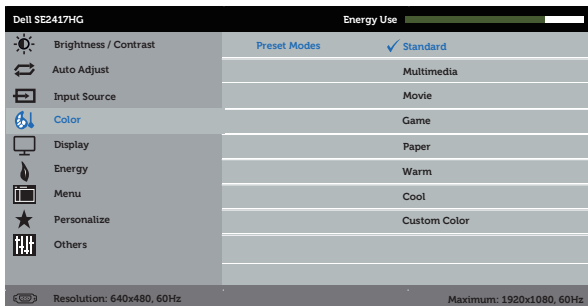 Dell SE2417HG Energy Use
Brightness / Contrast Preset Modes Standard
Auto Adjust Multimedia
Input Source Movie
Color Game
Display Paper
Energy Warm
Menu Cool
Personalize Custom Color
Others
Resolution: 640x480, 60Hz Maximum: 1920x1080, 60Hz